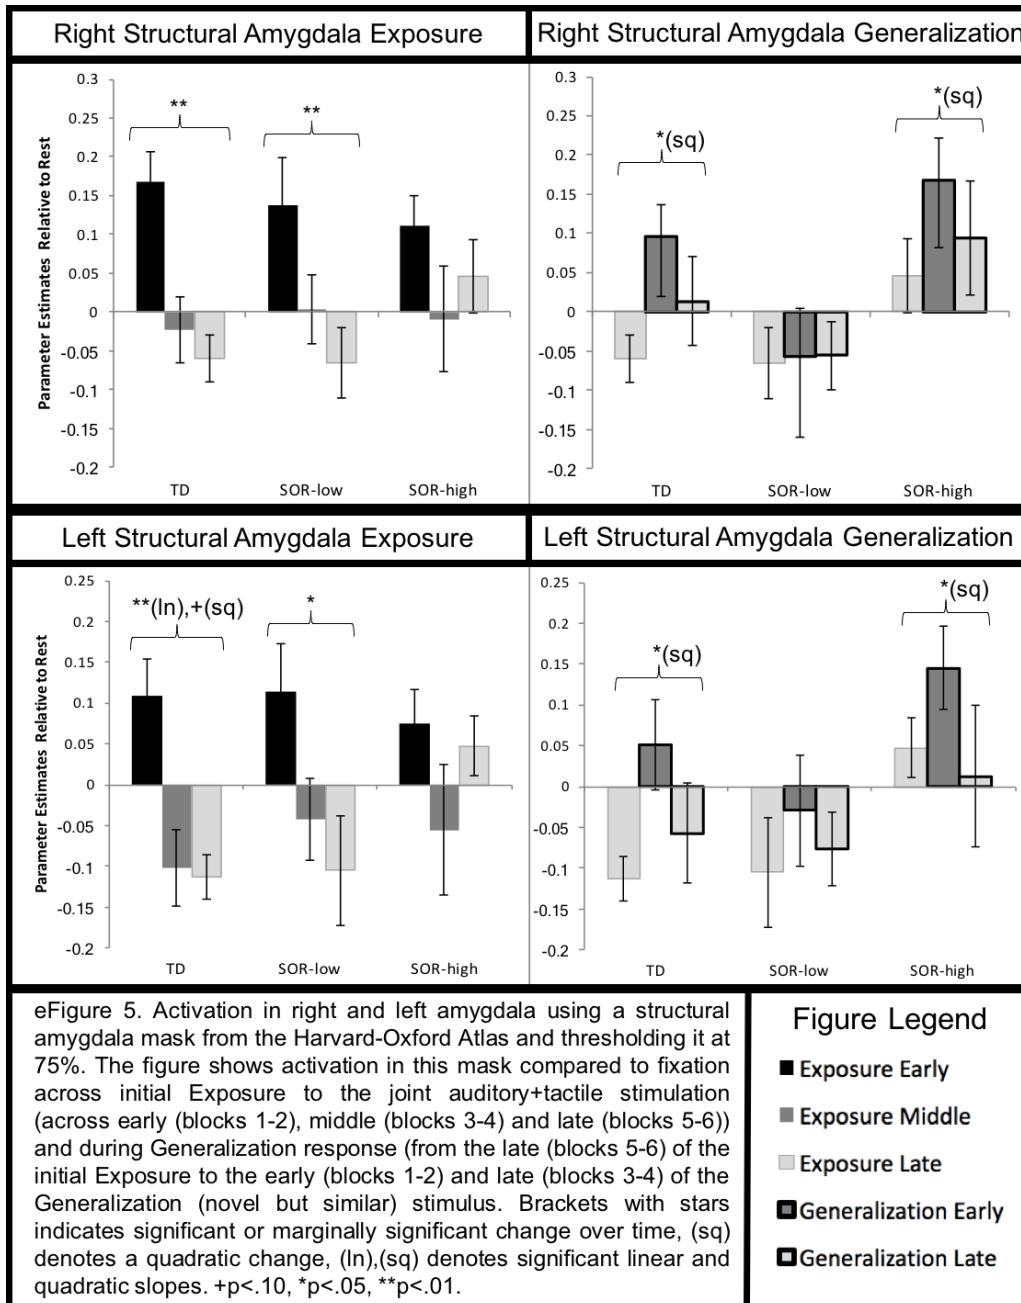 Right Structural Amygdala Exposure
Right Structural Amygdala Generalization
Parameter Estimates Relative to Rest
0.3
0.25
0.2
0.15
0.1
0.05
0
-0.05
-0.1
-0.15
-0.2
**
**
TD
SOR-low
SOR-high
0.3
0.25
0.2
0.15
0.1
0.05
0
-0.05
-0.1
-0.15
-0.2
*(sq)
*(sq)
TD
SOR-low
SOR-high
Left Structural Amygdala Exposure
Left Structural Amygdala Generalization
Parameter Estimates Relative to Rest
0.25
0.2
0.15
0.1
0.05
0
-0.05
-0.1
-0.15
-0.2
**(ln),+(sq)
*
TD
SOR-low
SOR-high
0.25
0.2
0.15
0.1
0.05
0
-0.05
-0.1
-0.15
-0.2
*(sq)
*(sq)
TD
SOR-low
SOR-high
eFigure 5. Activation in right and left amygdala using a structural
amygdala mask from the Harvard-Oxford Atlas and thresholding it at
75%. The figure shows activation in this mask compared to fixation
across initial Exposure to the joint auditory+tactile stimulation
(across early (blocks 1-2), middle (blocks 3-4) and late (blocks 5-6))
and during Generalization response (from the late (blocks 5-6) of the
initial Exposure to the early (blocks 1-2) and late (blocks 3-4) of the
Generalization (novel but similar) stimulus. Brackets with stars
indicates significant or marginally significant change over time, (sq)
denotes a quadratic change, (ln),(sq) denotes significant linear and
quadratic slopes. +p<.10, *p<.05, **p<.01.
Figure Legend
Exposure Early
Exposure Middle
Exposure Late
Generalization Early
Generalization Late